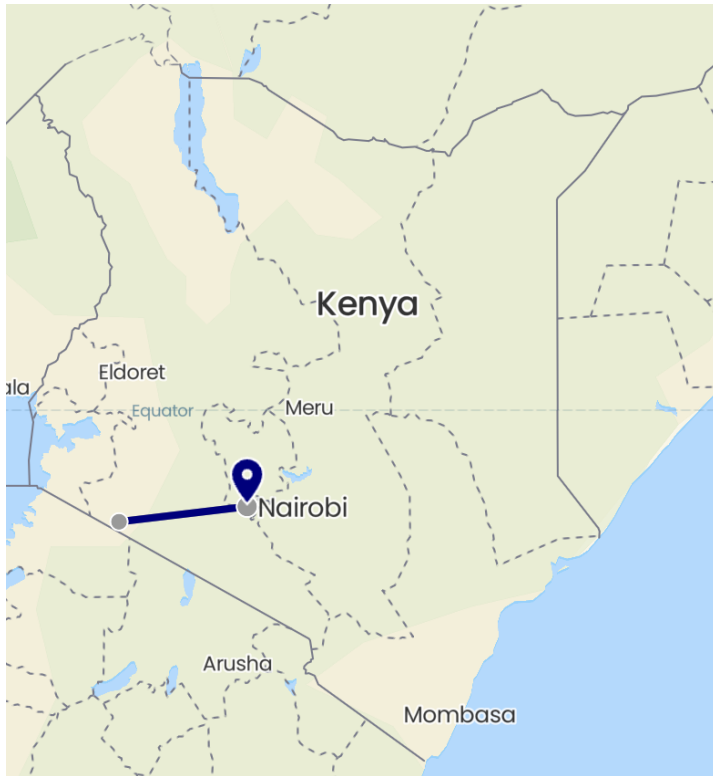 Kenya
Eldoret
ala
Equator
Meru
Nairobi
Arusha
Mombasa